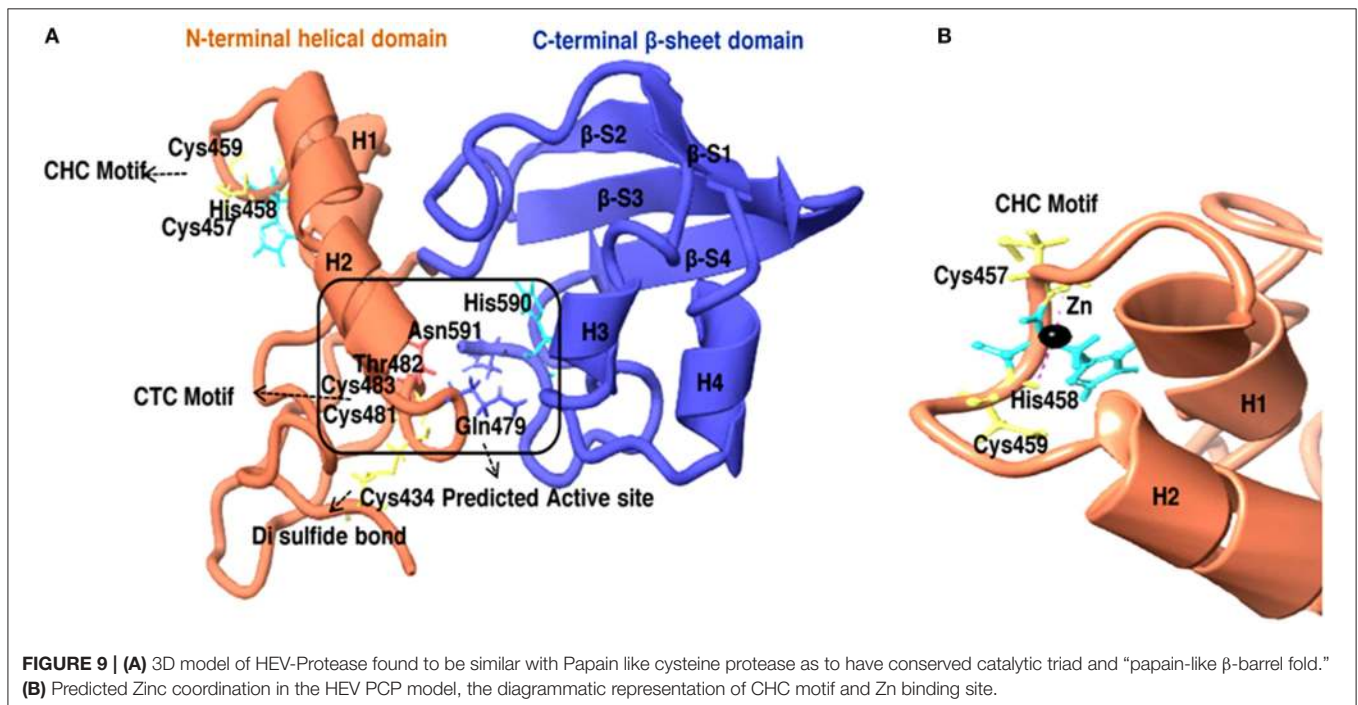 A
N-terminal helical domain
C-terminal β-sheet domain
Cys459
CHC Motif
His458
Cys457
H1
H2
β-S2
β-S1
β-S3
β-S4
His590
Asn591
Thr482
Cys483
CTC Motif
Cys481
Gln479
H3
H4
Cys434 Predicted Active site
Di sulfide bond
B
CHC Motif
Cys457
Zn
His458
Cys459
H1
H2
FIGURE 9 | (A) 3D model of HEV-Protease found to be similar with Papain like cysteine protease as to have conserved catalytic triad and “papain-like β-barrel fold.”
(B) Predicted Zinc coordination in the HEV PCP model, the diagrammatic representation of CHC motif and Zn binding site.